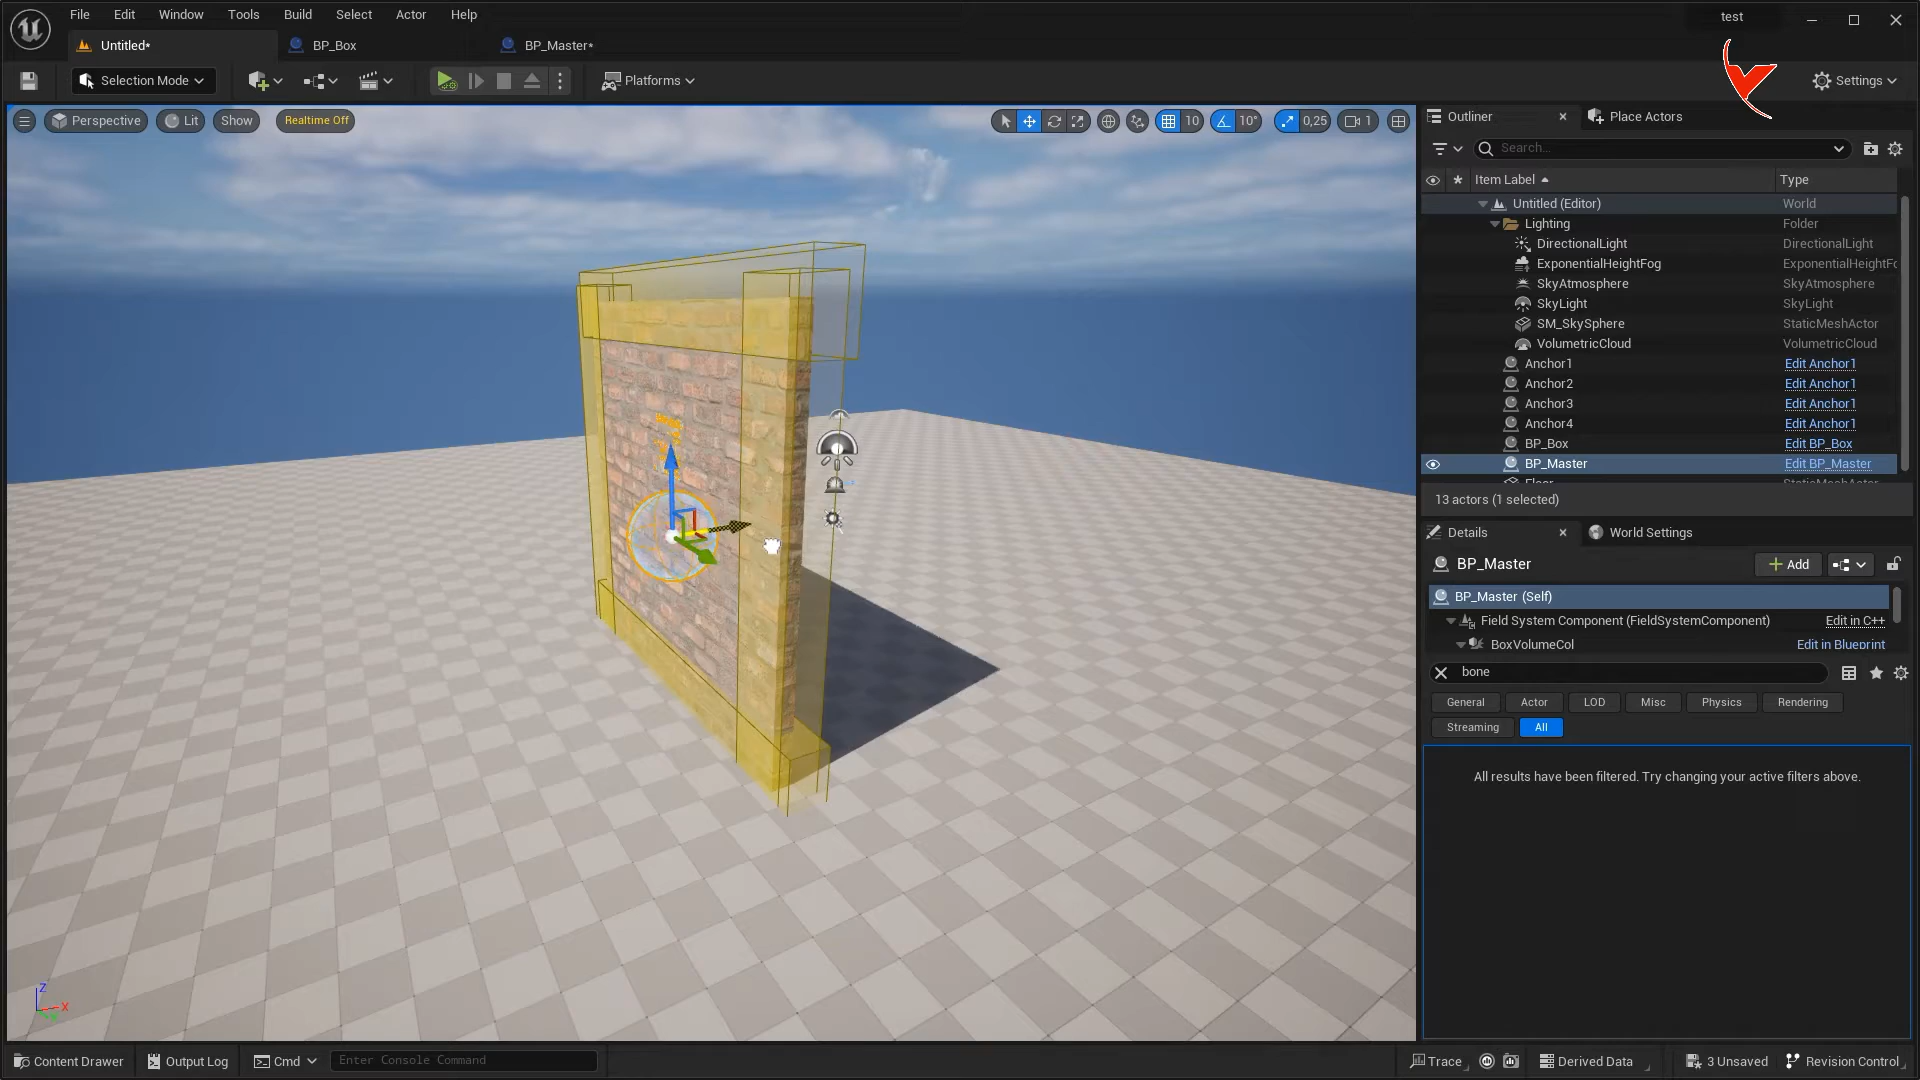 File Edit Window Tools Build Select Actor Help
test
Untitled*
BP_Box
BP_Master*
Selection Mode
Platforms
Settings
Perspective
Lit
Show
Realtime Off
10
10°
0,25
1
Outliner
Place Actors
Search...
Item Label
Type
Untitled (Editor) World
Lighting Folder
DirectionalLight DirectionalLight
ExponentialHeightFog ExponentialHeightFo
SkyAtmosphere SkyAtmosphere
SkyLight SkyLight
SM_SkySphere StaticMeshActor
VolumetricCloud VolumetricCloud
Anchor1 Edit Anchor1
Anchor2 Edit Anchor1
Anchor3 Edit Anchor1
Anchor4 Edit Anchor1
BP_Box Edit BP_Box
BP_Master Edit BP_Master
Floor StaticMeshActor
13 actors (1 selected)
Details
World Settings
BP_Master
Add
BP_Master (Self)
Field System Component (FieldSystemComponent) Edit in C++
BoxVolumeCol Edit in Blueprint
bone
General Actor LOD Misc Physics Rendering
Streaming All
All results have been filtered. Try changing your active filters above.
Z
X
Content Drawer
Output Log
Cmd
Enter Console Command
Trace
Derived Data
3 Unsaved
Revision Control